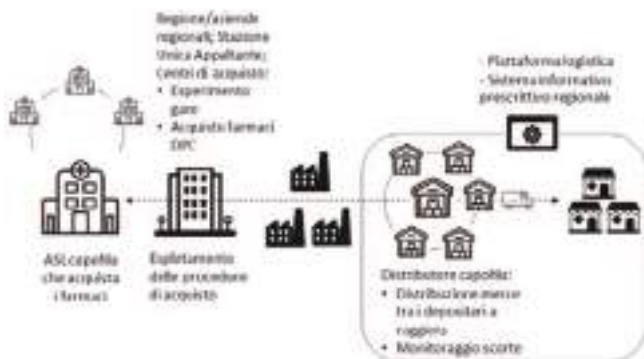 Regione/aziende
regionali; Stazione
Unica Appaltante;
Centri di acquisto:
• Esperimento
gare
• Acquisto farmaci
DPC
- Piattaforma logistica
- Sistema informativo
prescrittivo regionale
ASL capofila
che acquista
i farmaci
Espletamento
delle procedure
di acquisto
Distributore capofila:
• Distribuzione merce
tra i depositari a
raggiera
• Monitoraggio scorte